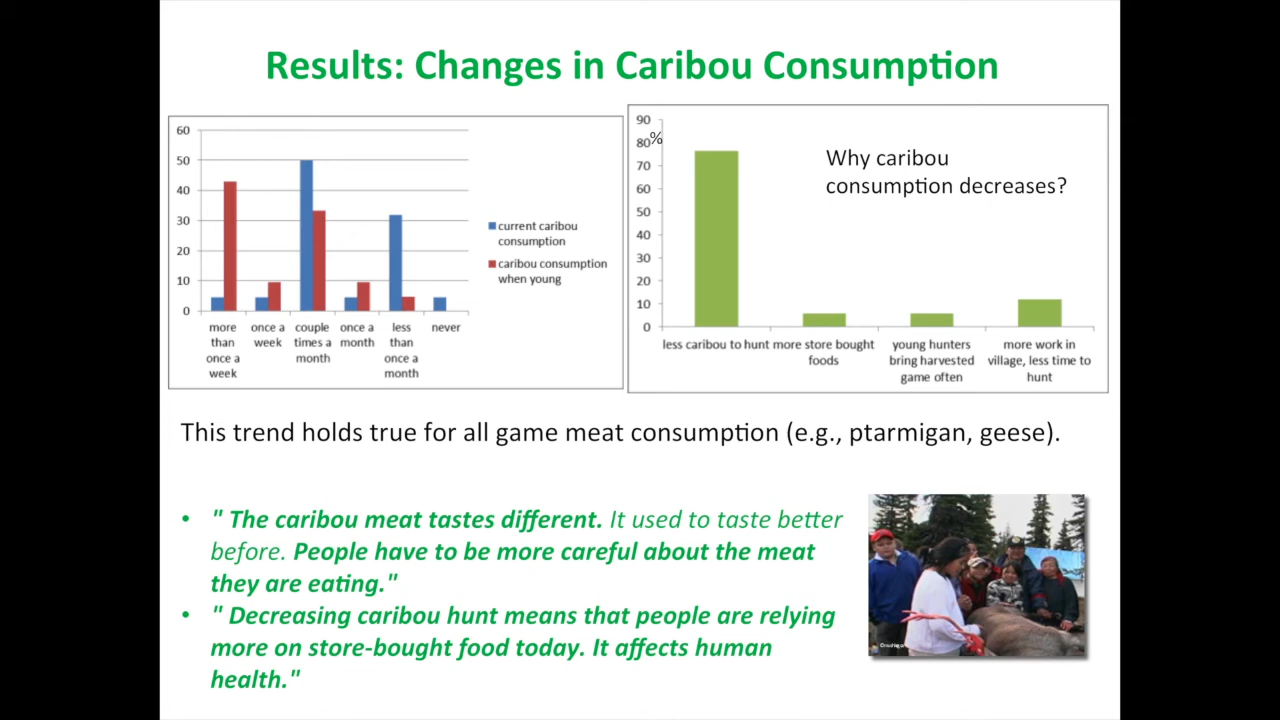 Results: Changes in Caribou Consumption
60
50
40
30
20
10
0
more than once a week
once a week
couple times a month
once a month
less than once a month
never
current caribou consumption
caribou consumption when young
90
80
%
70
60
50
40
30
20
10
0
Why caribou
consumption decreases?
less caribou to hunt
more store bought foods
young hunters bring harvested game often
more work in village, less time to hunt
This trend holds true for all game meat consumption (e.g., ptarmigan, geese).
• " The caribou meat tastes different. It used to taste better
before. People have to be more careful about the meat
they are eating."
• " Decreasing caribou hunt means that people are relying
more on store-bought food today. It affects human
health."